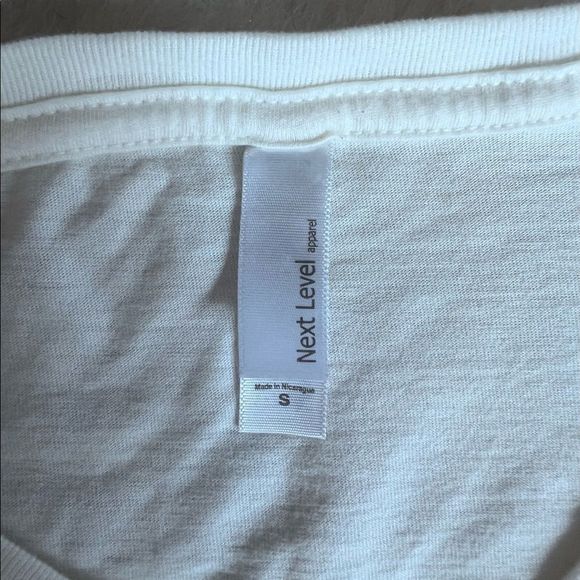 Next Level
apparel
Made in Nicaragua
S